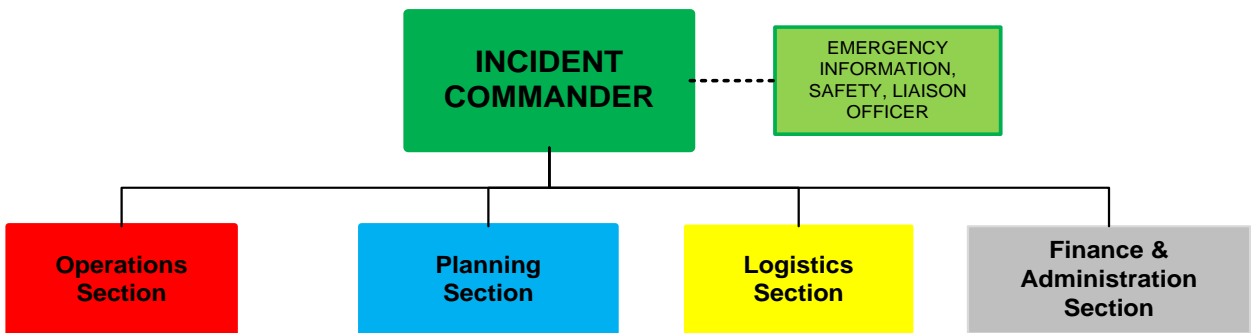 INCIDENT
COMMANDER
EMERGENCY
INFORMATION,
SAFETY, LIAISON
OFFICER
Operations
Section
Planning
Section
Logistics
Section
Finance &
Administration
Section